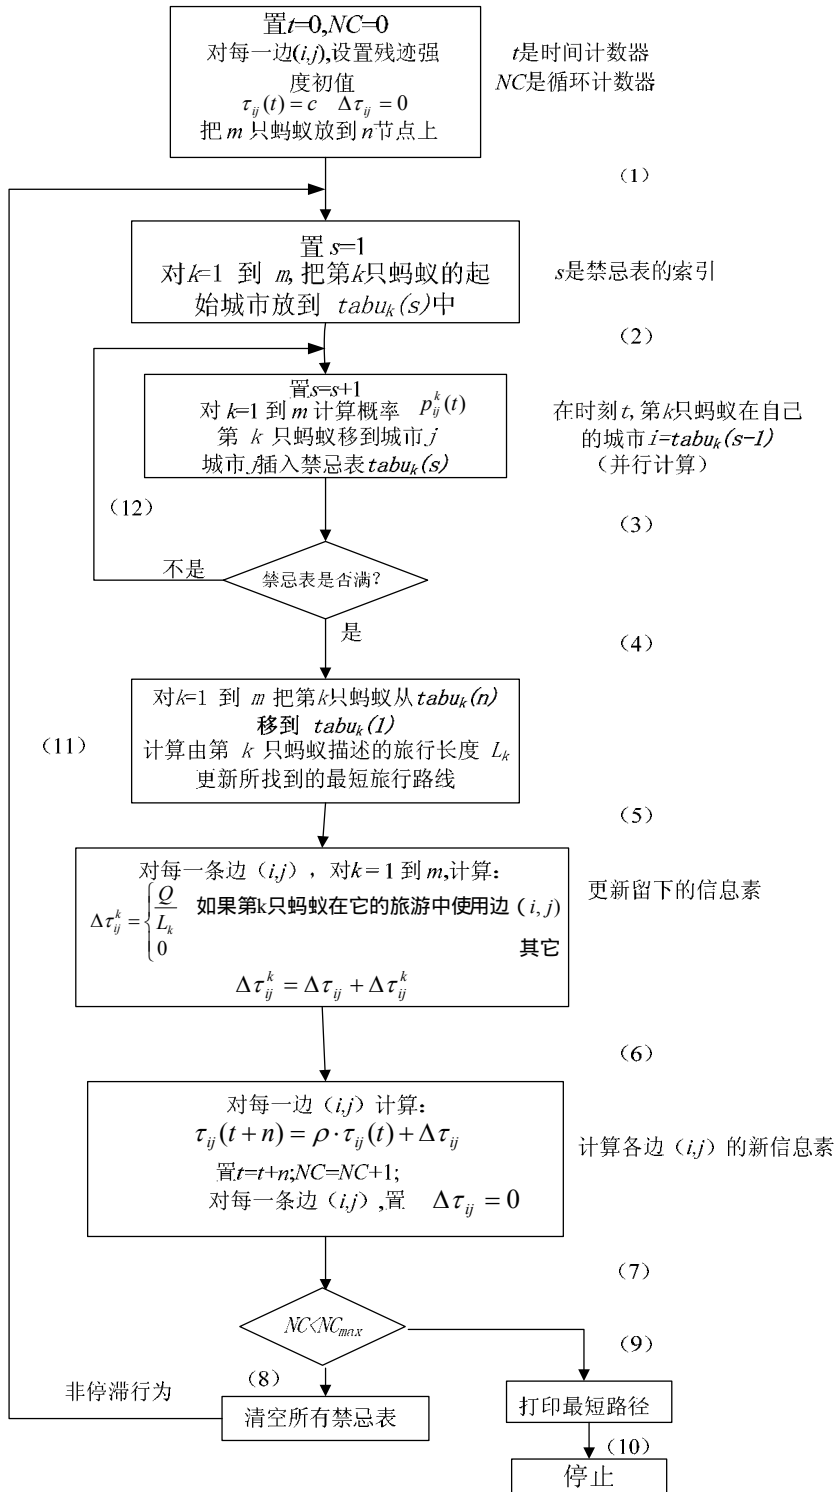 置t=0,NC=0
对每一边(i,j),设置残迹强
度初值
τij(t) = c Δτij = 0
把 m 只蚂蚁放到 n 节点上
t是时间计数器
NC是循环计数器
(1)
置 s=1
对k=1 到 m,把第k只蚂蚁的起
始城市放到 tabuk(s)中
s是禁忌表的索引
(2)
置s=s+1
对 k=1 到 m 计算概率 p_ij^k(t)
第 k 只蚂蚁移到城市 j
城市 j插入禁忌表tabuk(s)
在时刻t,第k只蚂蚁在自己
的城市 i=tabuk(s-1)
（并行计算）
(12)
(3)
不是
禁忌表是否满?
是
(4)
对k=1 到 m 把第k只蚂蚁从tabuk(n)
移到 tabuk(1)
计算由第 k 只蚂蚁描述的旅行长度 Lk
更新所找到的最短旅行路线
(11)
(5)
对每一条边（i,j），对k = 1 到 m,计算：
Δτ_ij^k = { Q/Lk 如果第k只蚂蚁在它的旅游中使用边（i, j)
0 其它
Δτ_ij^k = Δτij + Δτ_ij^k
更新留下的信息素
(6)
对每一边（i,j）计算：
τij(t + n) = ρ·τij(t) + Δτij
置t=t+n;NC=NC+1;
对每一条边（i,j）,置 Δτij = 0
计算各边（i,j）的新信息素
(7)
NC<NCmax
(9)
(8)
非停滞行为
清空所有禁忌表
打印最短路径
(10)
停止